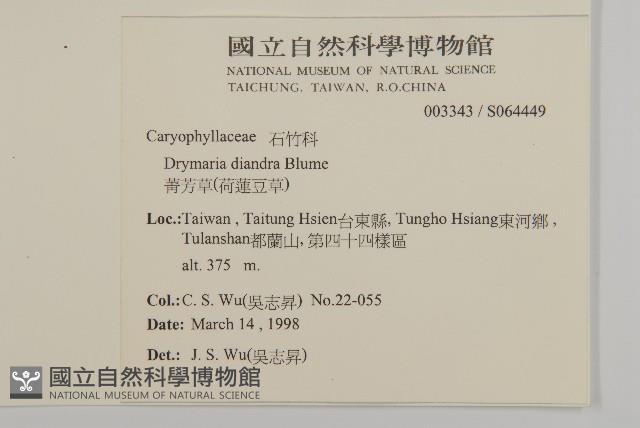 國立自然科學博物館
NATIONAL MUSEUM OF NATURAL SCIENCE
TAICHUNG, TAIWAN, R.O.CHINA
003343 / S064449
Caryophyllaceae 石竹科
Drymaria diandra Blume
菁芳草(荷蓮豆草)
Loc.:Taiwan , Taitung Hsien台東縣, Tungho Hsiang東河鄉 ,
Tulanshan都蘭山, 第四十四樣區
alt. 375 m.
Col.: C. S. Wu(吳志昇) No.22-055
Date: March 14 , 1998
Det.: J. S. Wu(吳志昇)
國立自然科學博物館
NATIONAL MUSEUM OF NATURAL SCIENCE